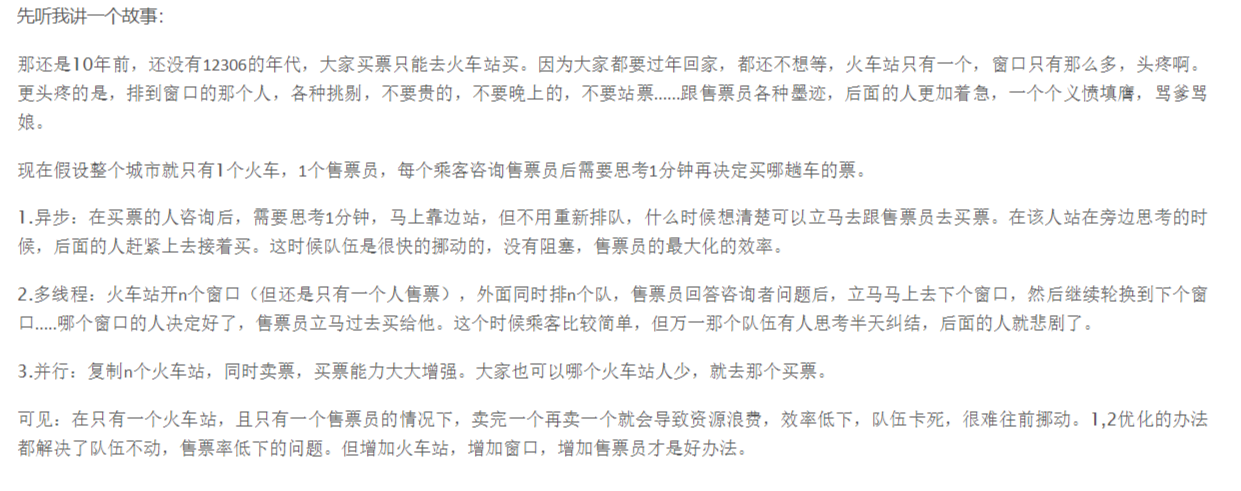 先听我讲一个故事：
那还是10年前，还没有12306的年代，大家买票只能去火车站买。因为大家都要过年回家，都还不想等，火车站只有一个，窗口只有那么多，头疼啊。
更头疼的是，排到窗口的那个人，各种挑剔，不要贵的，不要晚上的，不要站票……跟售票员各种墨迹，后面的人更加着急，一个个义愤填膺，骂爹骂
娘。
现在假设整个城市就只有1个火车，1个售票员，每个乘客咨询售票员后需要思考1分钟再决定买哪趟车的票。
1.异步：在买票的人咨询后，需要思考1分钟，马上靠边站，但不用重新排队，什么时候想清楚可以立马去跟售票员去买票。在该人站在旁边思考的时
候，后面的人赶紧上去接着买。这时候队伍是很快的挪动的，没有阻塞，售票员的最大化的效率。
2.多线程：火车站开n个窗口（但还是只有一个人售票），外面同时排n个队，售票员回答咨询者问题后，立马马上去下个窗口，然后继续轮换到下个窗
口.....哪个窗口的人决定好了，售票员立马过去买给他。这个时候乘客比较简单，但万一那个队伍有人思考半天纠结，后面的人就悲剧了。
3.并行：复制n个火车站，同时卖票，买票能力大大增强。大家也可以哪个火车站人少，就去那个买票。
可见：在只有一个火车站，且只有一个售票员的情况下，卖完一个再卖一个就会导致资源浪费，效率低下，队伍卡死，很难往前挪动。1,2优化的办法
都解决了队伍不动，售票率低下的问题。但增加火车站，增加窗口，增加售票员才是好办法。